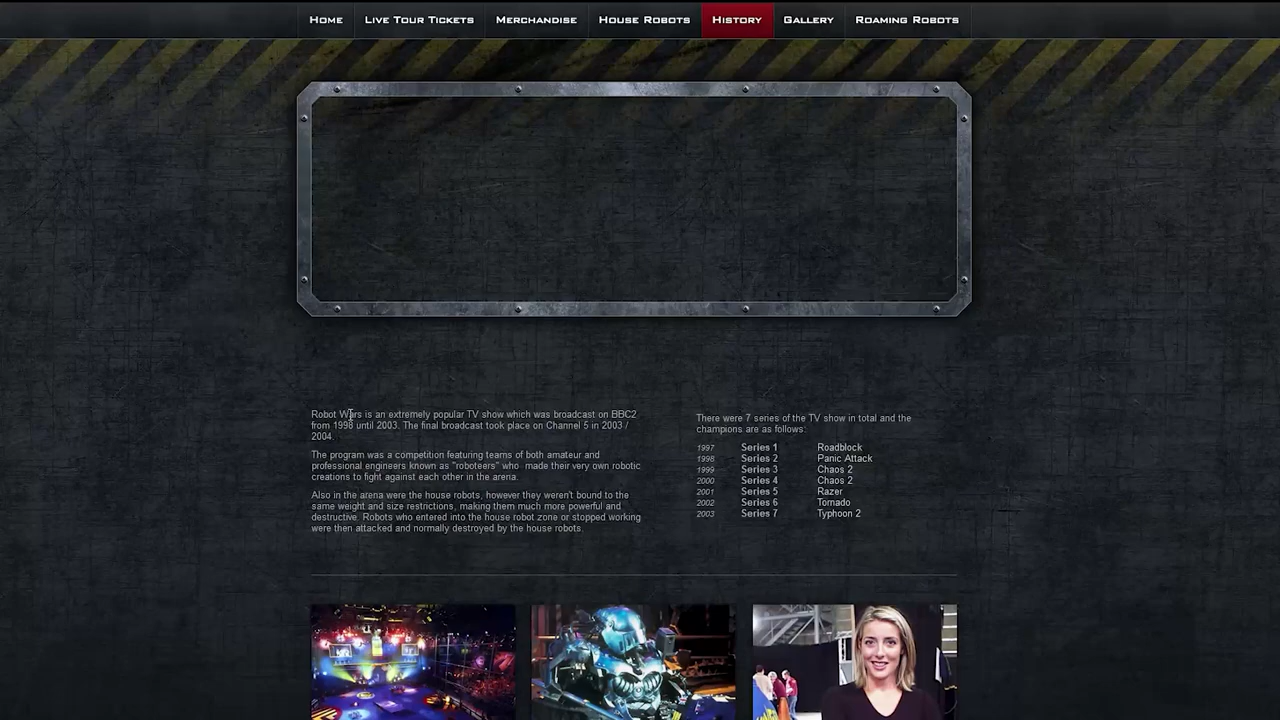 Home Live Tour Tickets Merchandise House Robots History Gallery Roaming Robots
Robot Wars is an extremely popular TV show which was broadcast on BBC2
from 1998 until 2003. The final broadcast took place on Channel 5 in 2003 /
2004.
The program was a competition featuring teams of both amateur and
professional engineers known as "roboteers" who made their very own robotic
creations to fight against each other in the arena.
Also in the arena were the house robots, however they weren't bound to the
same weight and size restrictions, making them much more powerful and
destructive. Robots who entered into the house robot zone or stopped working
were then attacked and normally destroyed by the house robots.
There were 7 series of the TV show in total and the
champions are as follows:
1997 Series 1 Roadblock
1998 Series 2 Panic Attack
1999 Series 3 Chaos 2
2000 Series 4 Chaos 2
2001 Series 5 Razer
2002 Series 6 Tornado
2003 Series 7 Typhoon 2